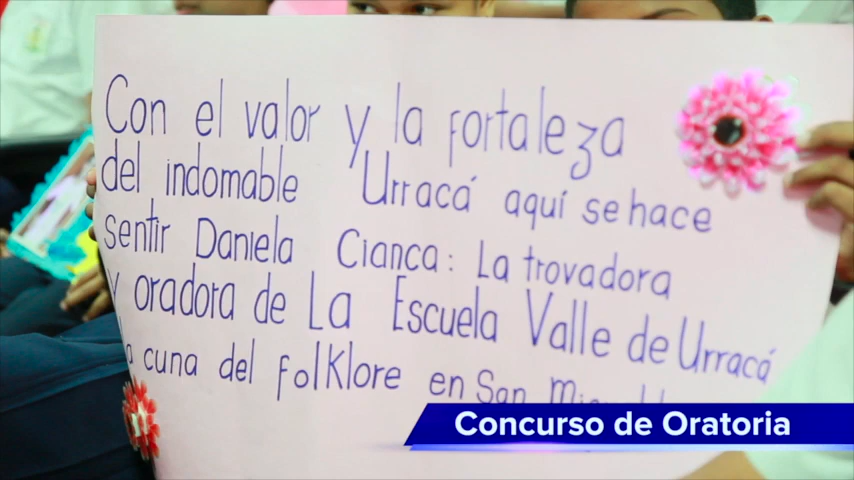 Con el valor y la fortaleza
del indomable Urracá aquí se hace
sentir Daniela Cianca: La trovadora
y oradora de La Escuela Valle de Urracá
cuna del folklore en San
Concurso de Oratoria